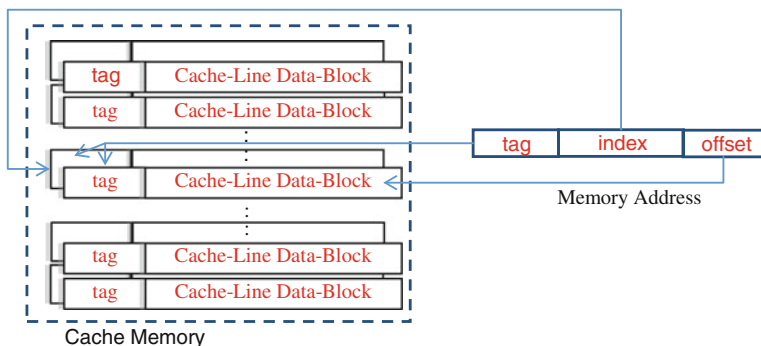 tag Cache-Line Data-Block
tag Cache-Line Data-Block
tag index offset
tag Cache-Line Data-Block
Memory Address
tag Cache-Line Data-Block
tag Cache-Line Data-Block
Cache Memory